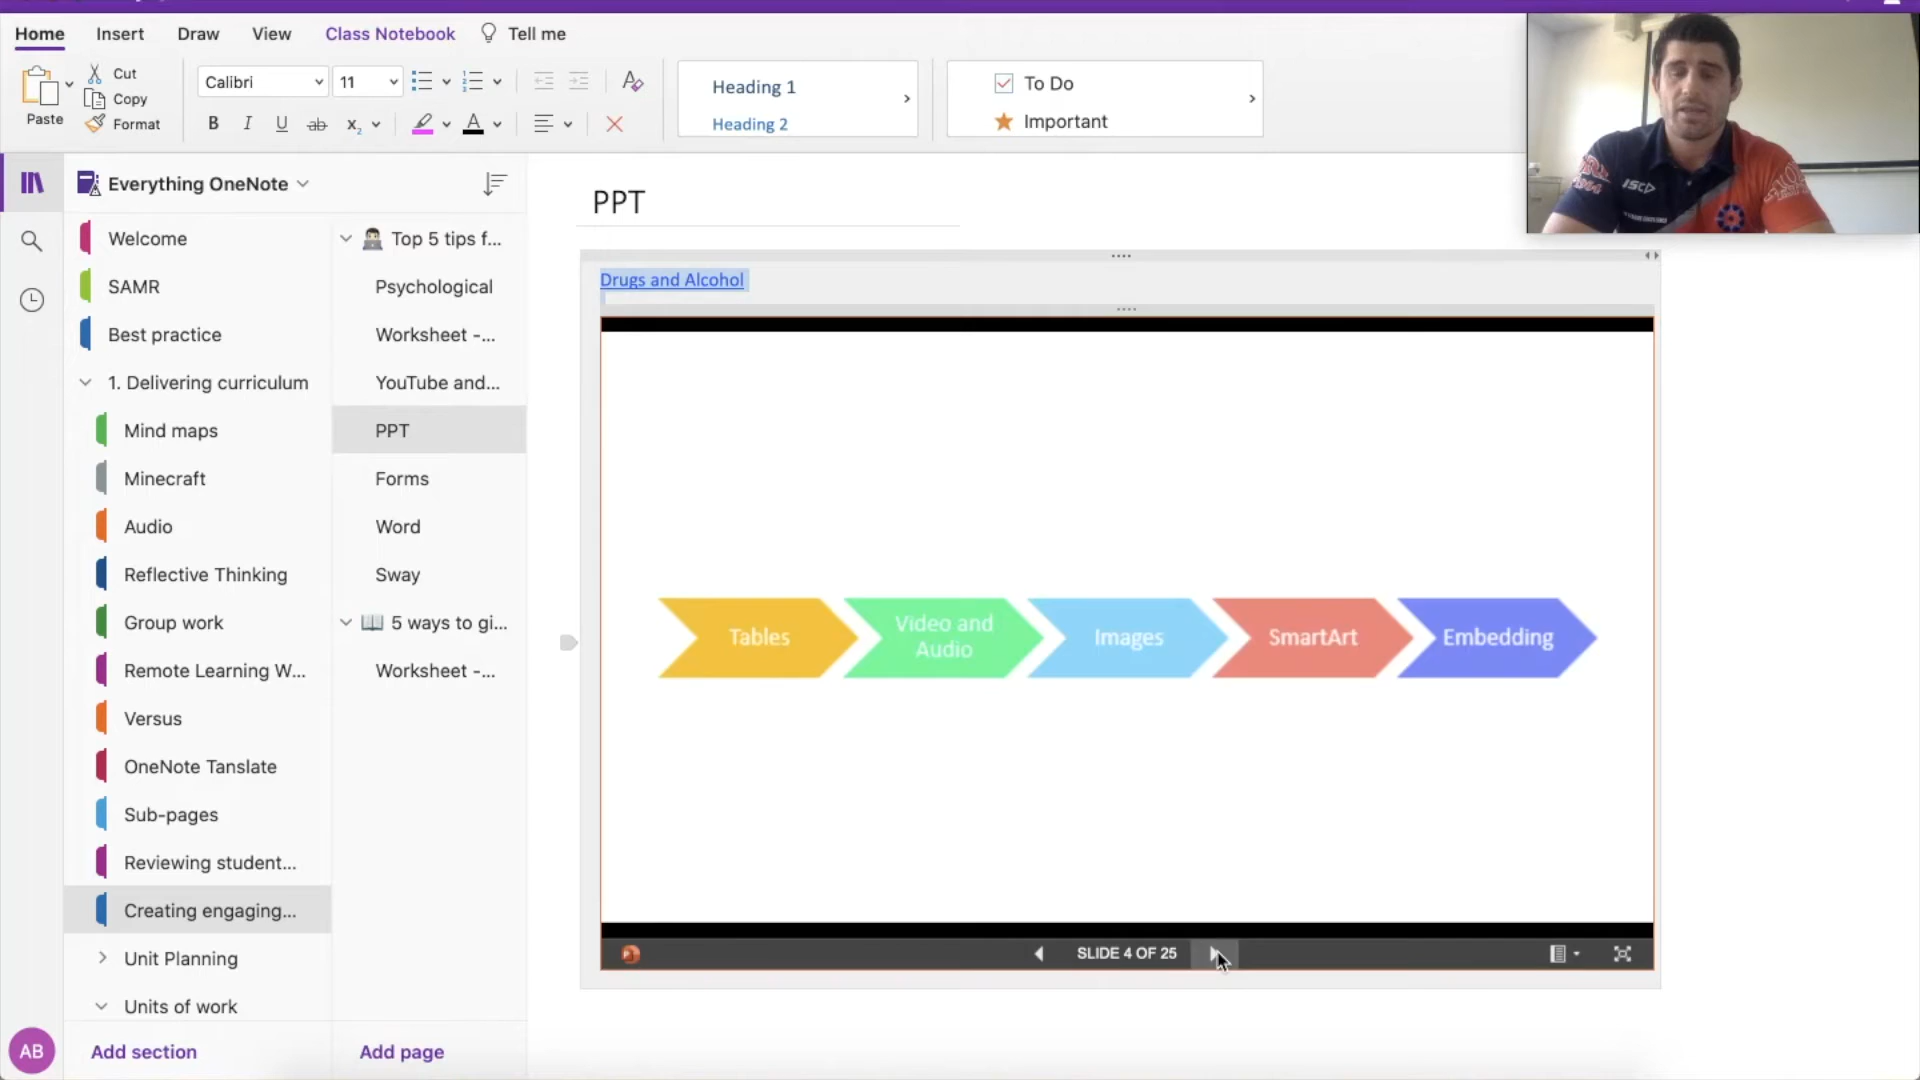 Home Insert Draw View Class Notebook Tell me
Paste
Cut
Copy
Format
Calibri 11
B I U ab x₂ A
Heading 1
Heading 2
To Do
Important
Everything OneNote
Welcome
SAMR
Best practice
1. Delivering curriculum
Mind maps
Minecraft
Audio
Reflective Thinking
Group work
Remote Learning W...
Versus
OneNote Tanslate
Sub-pages
Reviewing student...
Creating engaging...
Unit Planning
Units of work
Add section
AB
Top 5 tips f...
Psychological
Worksheet -...
YouTube and...
PPT
Forms
Word
Sway
5 ways to gi...
Worksheet -...
Add page
PPT
Drugs and Alcohol
Tables
Video and
Audio
Images
SmartArt
Embedding
SLIDE 4 OF 25
ISC